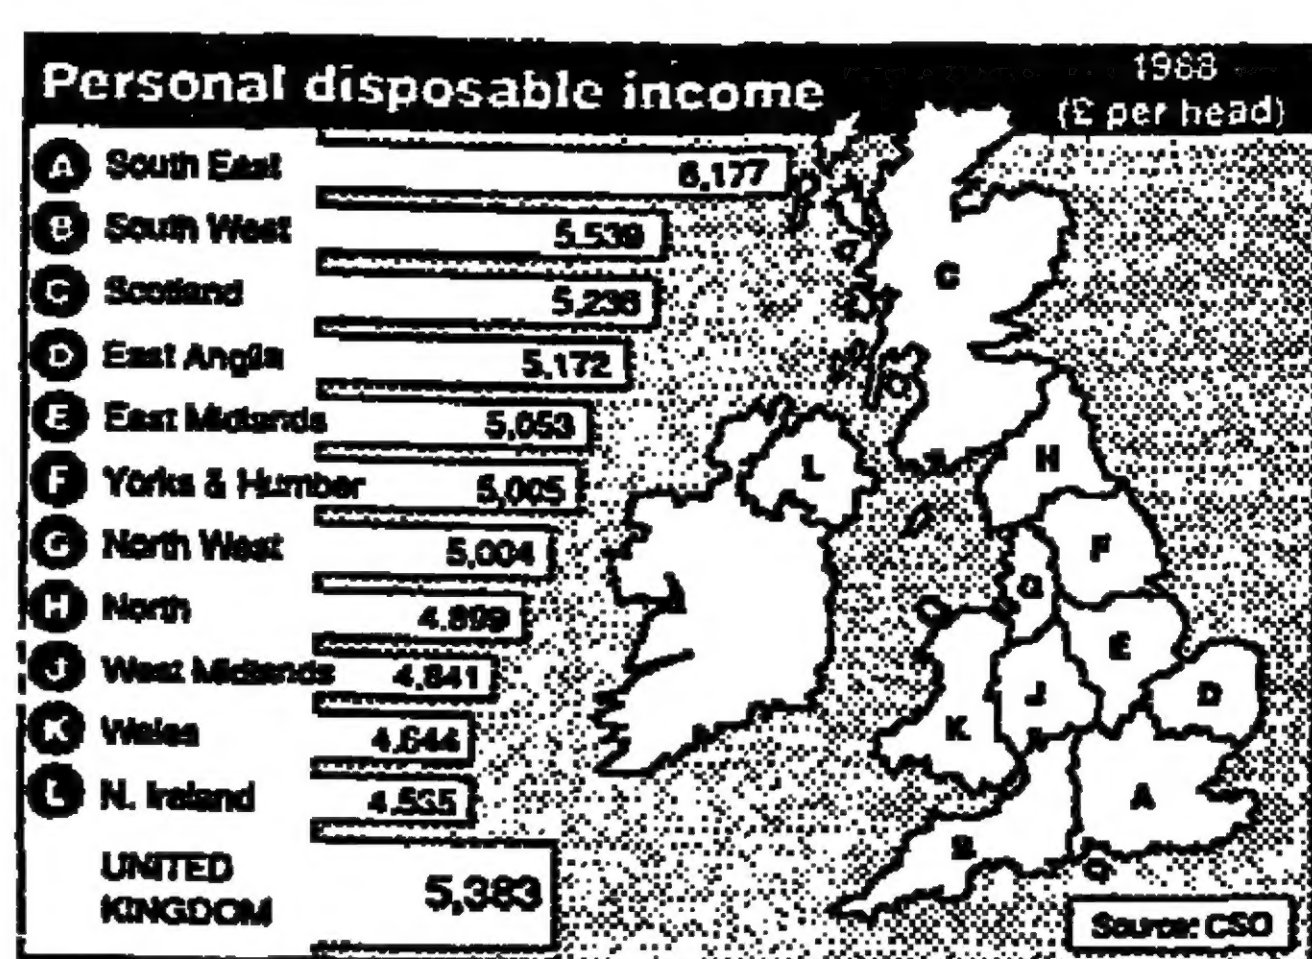 Personal disposable income
1988
(£ per head)
A South East 6,177
B South West 5.539
C Scotland 5,236
D East Anglia 5,172
E East Midlands 5,053
F Yorks & Humber 5,005
G North West 5,004
H North 4.899
J West Midlands 4,841
K Wales 4.644
L N. Ireland
UNITED
KINGDOM 5,383
C
H
L
F
G
E
D
J
K
A
B
Source: CSO